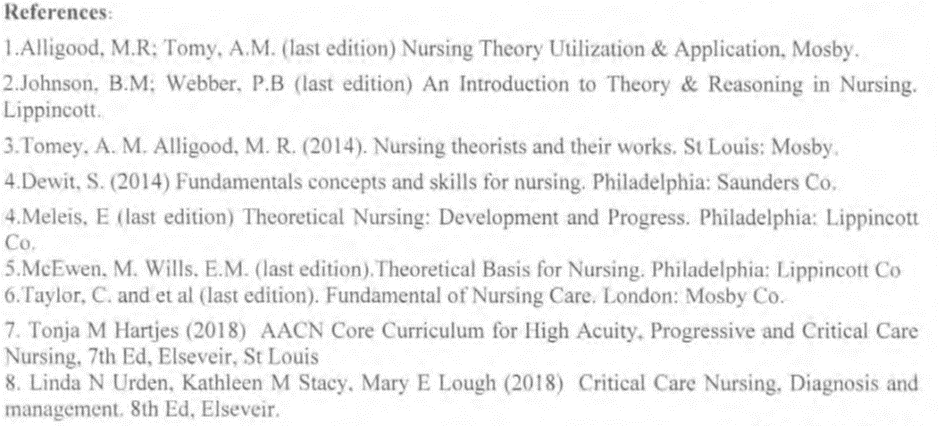 References:
1.Alligood, M.R; Tomy, A.M. (last edition) Nursing Theory Utilization & Application, Mosby.
2.Johnson, B.M; Webber, P.B (last edition) An Introduction to Theory & Reasoning in Nursing.
Lippincott.
3.Tomey, A. M. Alligood, M. R. (2014). Nursing theorists and their works. St Louis: Mosby.
4.Dewit, S. (2014) Fundamentals concepts and skills for nursing. Philadelphia: Saunders Co.
4.Meleis, E (last edition) Theoretical Nursing: Development and Progress. Philadelphia: Lippincott
Co.
5.McEwen, M. Wills, E.M. (last edition).Theoretical Basis for Nursing. Philadelphia: Lippincott Co
6.Taylor, C. and et al (last edition). Fundamental of Nursing Care. London: Mosby Co.
7. Tonja M Hartjes (2018) AACN Core Curriculum for High Acuity, Progressive and Critical Care
Nursing, 7th Ed, Elseveir, St Louis
8. Linda N Urden, Kathleen M Stacy, Mary E Lough (2018) Critical Care Nursing, Diagnosis and
management. 8th Ed, Elseveir.